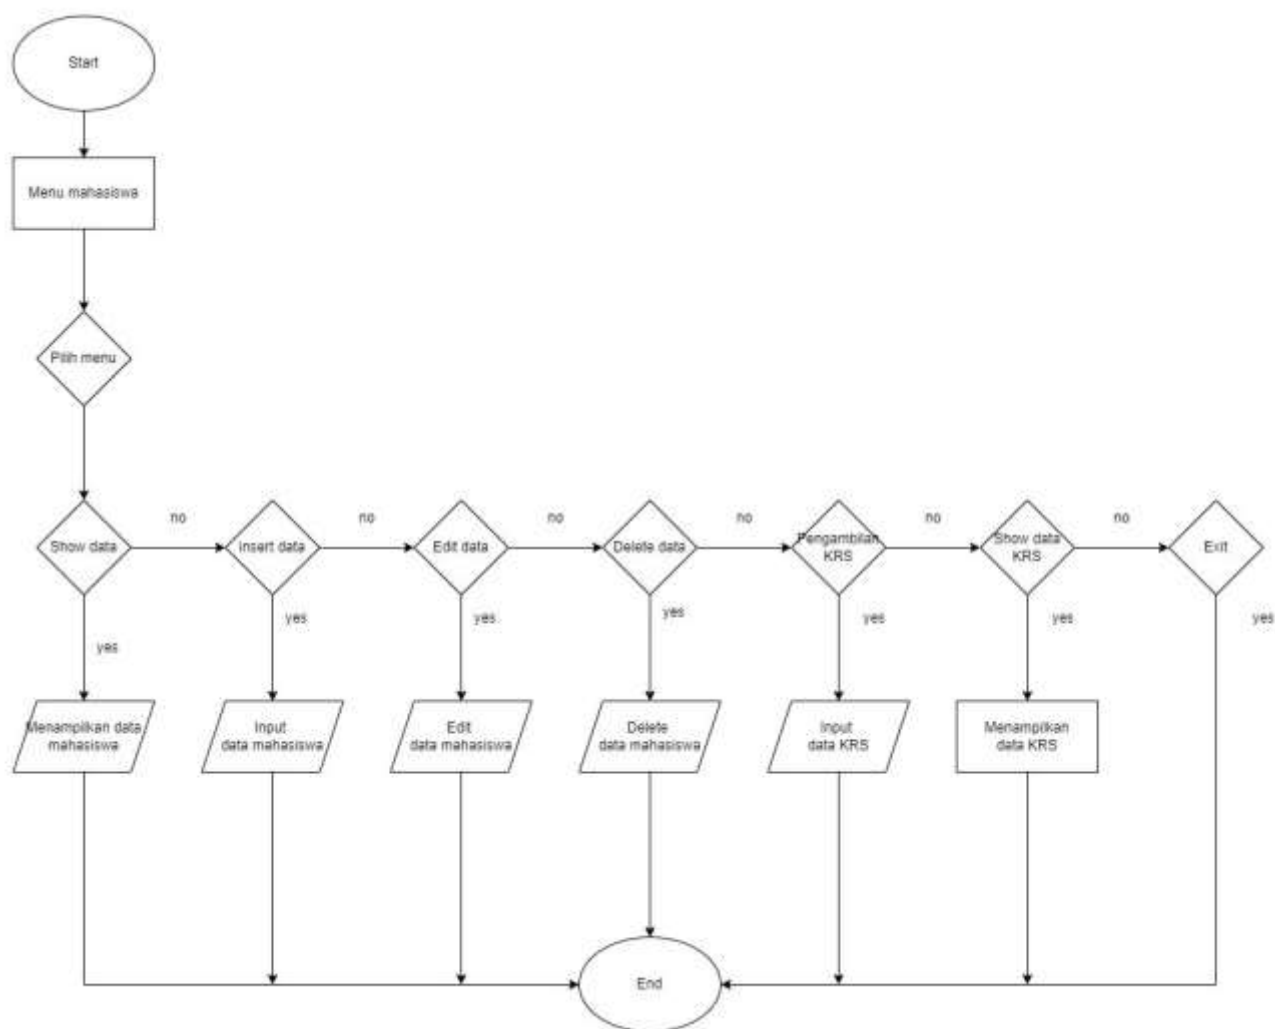 Start
Menu mahasiswa
Pilih menu
no
no
no
no
no
no
Show data
Insert data
Edit data
Delete data
Pengambilan
KRS
Show data
KRS
Exit
yes
yes
yes
yes
yes
yes
yes
Menampilkan data
mahasiswa
Input
data mahasiswa
Edit
data mahasiswa
Delete
data mahasiswa
Input
data KRS
Menampilkan
data KRS
End